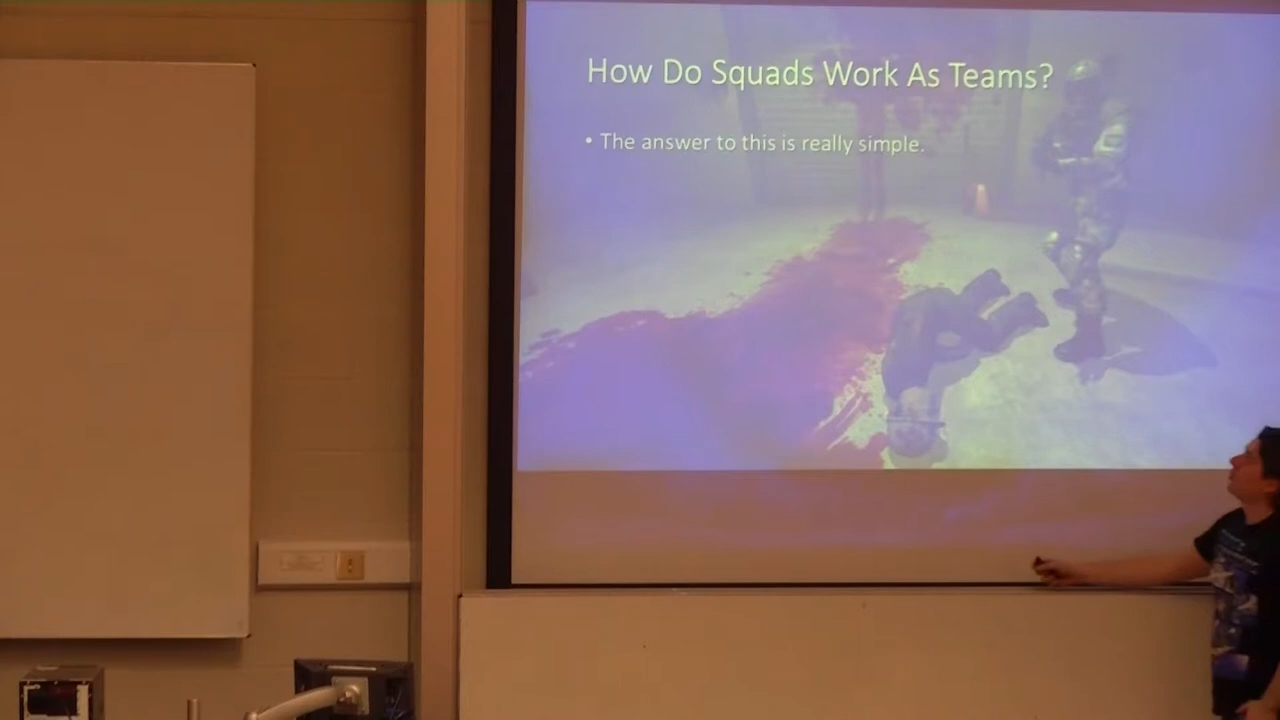 How Do Squads Work As Teams?
• The answer to this is really simple.